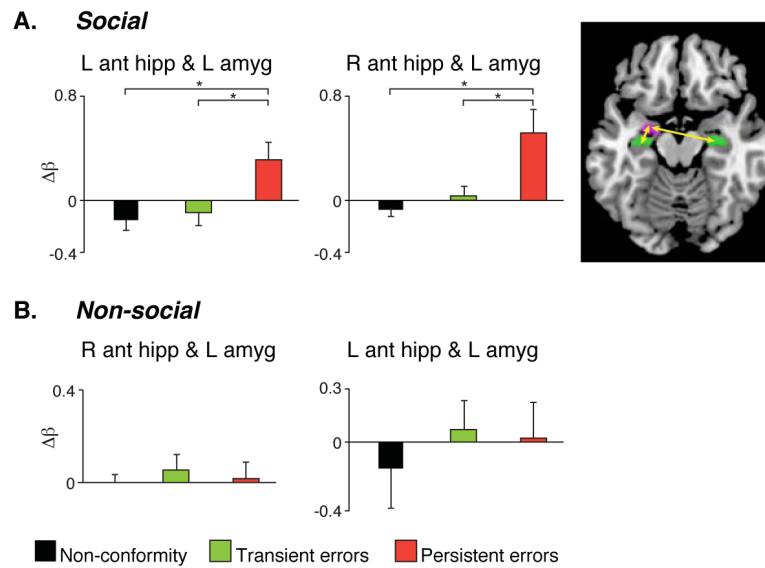 A. Social
L ant hipp & L amyg
R ant hipp & L amyg
Δβ
0.8
0
-0.4
* *
0.8
0
-0.4
* *
B. Non-social
R ant hipp & L amyg
L ant hipp & L amyg
Δβ
0.4
0
0.3
0
-0.4
Non-conformity Transient errors Persistent errors